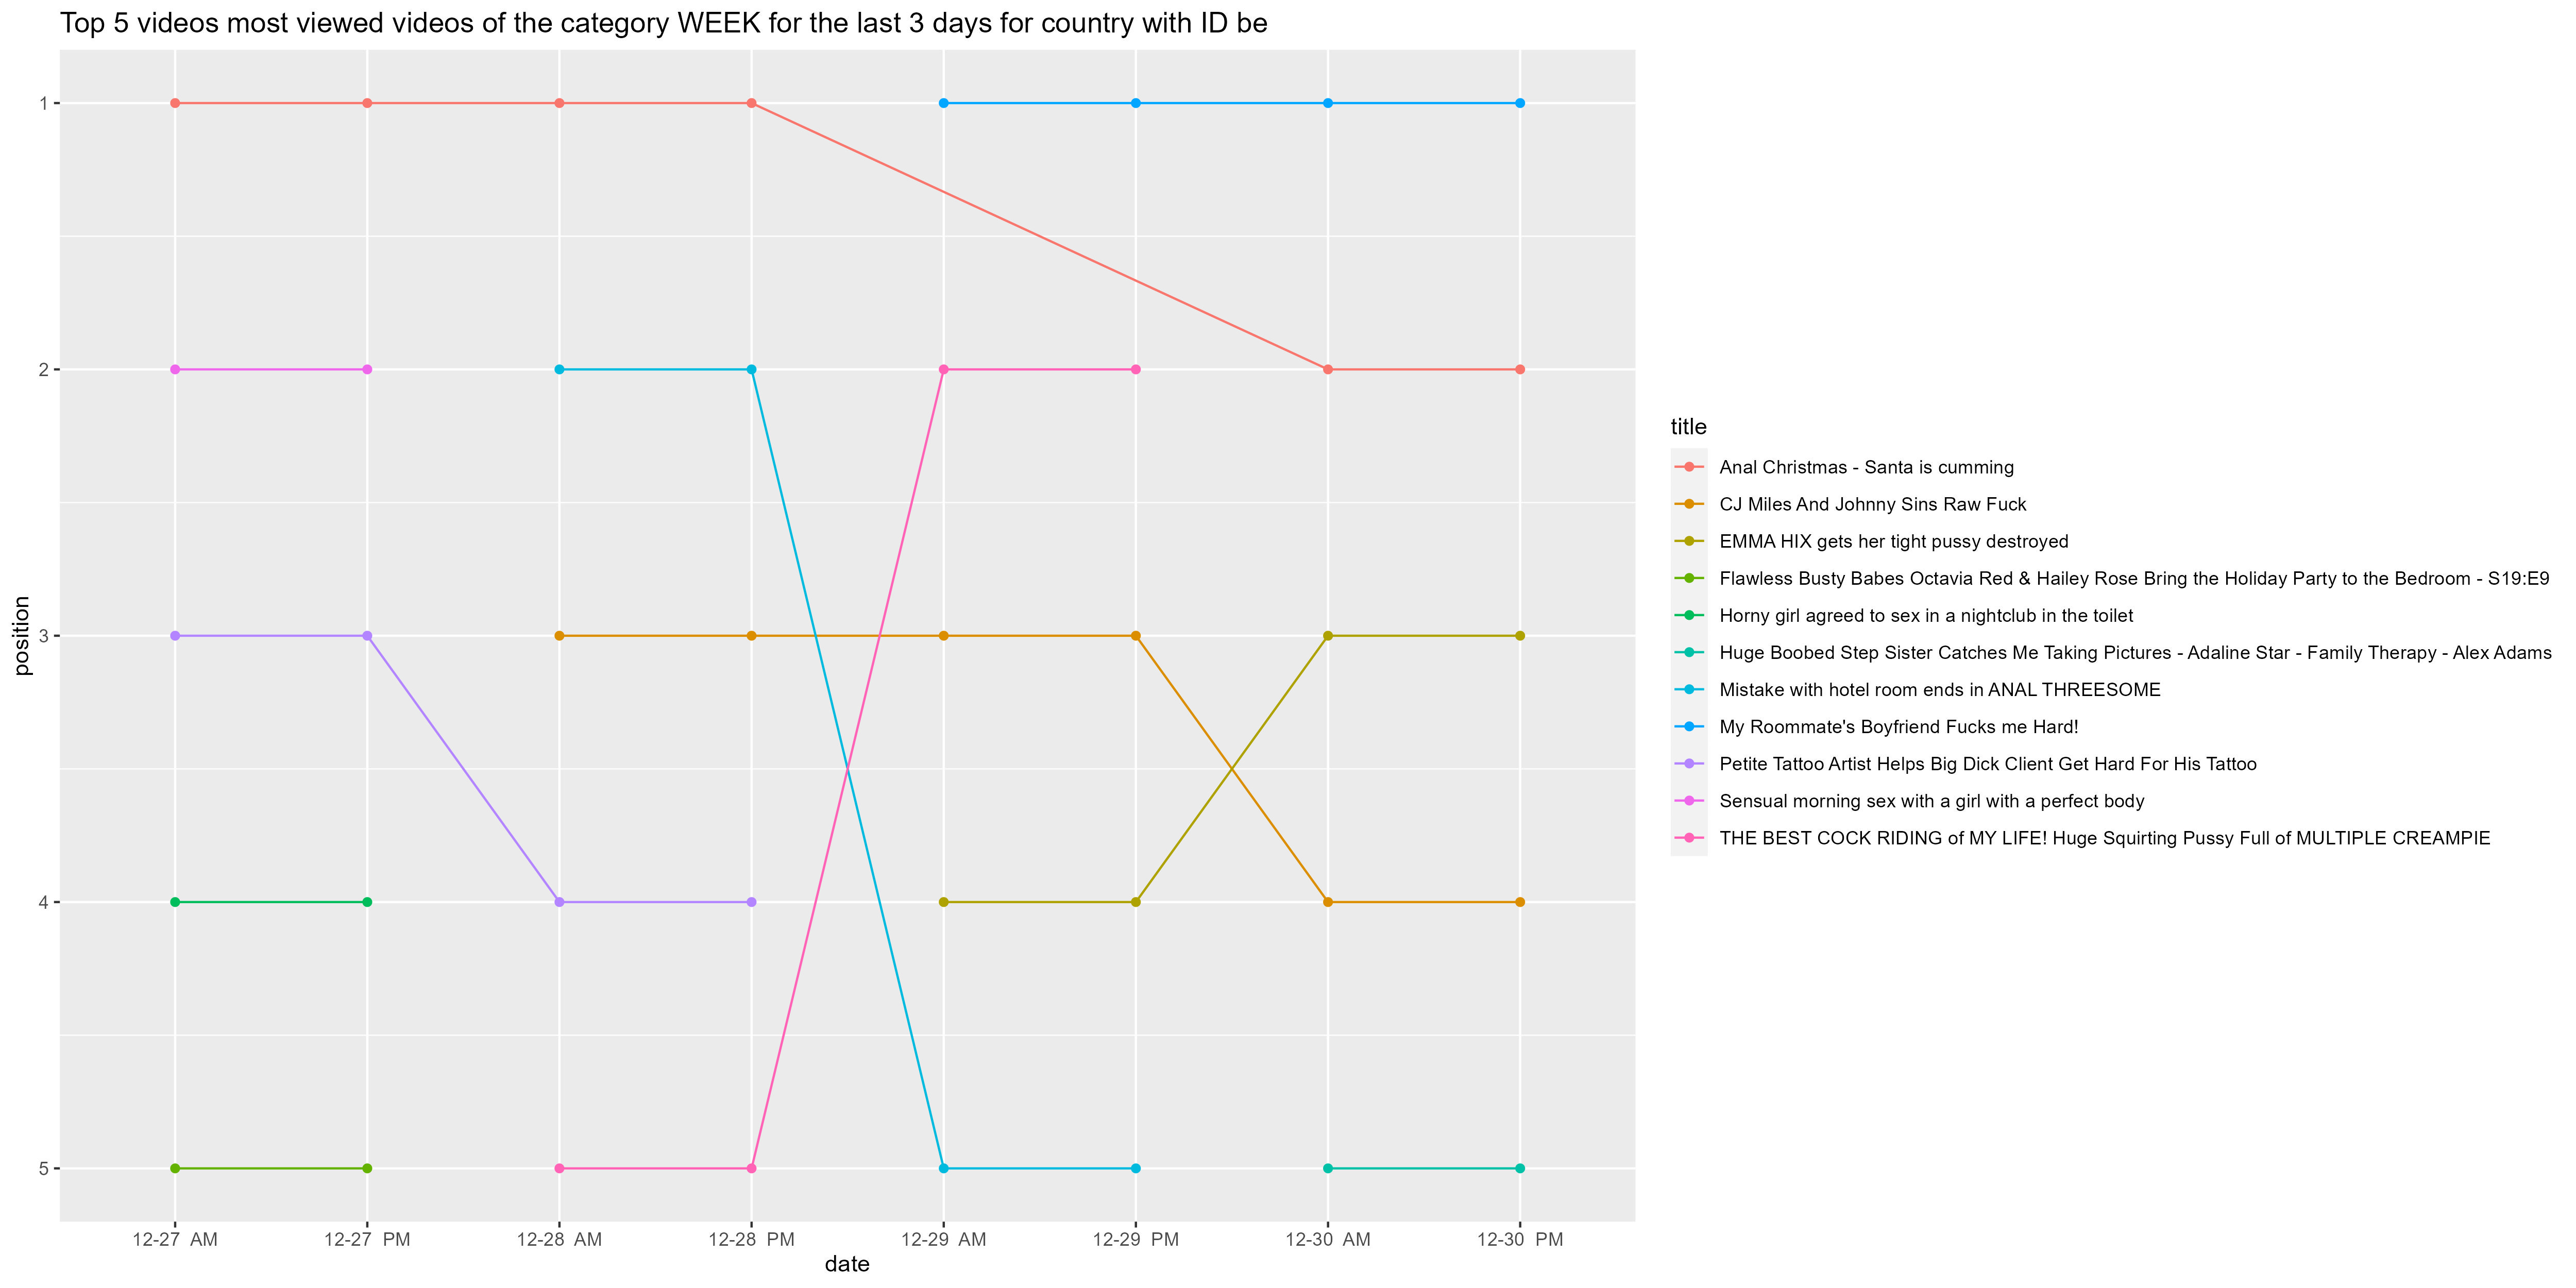 Top 5 videos most viewed videos of the category WEEK for the last 3 days for country with ID be
1
2
3
4
5
position
12-27 AM
12-27 PM
12-28 AM
12-28 PM
12-29 AM
12-29 PM
12-30 AM
12-30 PM
date
title
Anal Christmas - Santa is cumming
CJ Miles And Johnny Sins Raw Fuck
EMMA HIX gets her tight pussy destroyed
Flawless Busty Babes Octavia Red & Hailey Rose Bring the Holiday Party to the Bedroom - S19:E9
Horny girl agreed to sex in a nightclub in the toilet
Huge Boobed Step Sister Catches Me Taking Pictures - Adaline Star - Family Therapy - Alex Adams
Mistake with hotel room ends in ANAL THREESOME
My Roommate's Boyfriend Fucks me Hard!
Petite Tattoo Artist Helps Big Dick Client Get Hard For His Tattoo
Sensual morning sex with a girl with a perfect body
THE BEST COCK RIDING of MY LIFE! Huge Squirting Pussy Full of MULTIPLE CREAMPIE